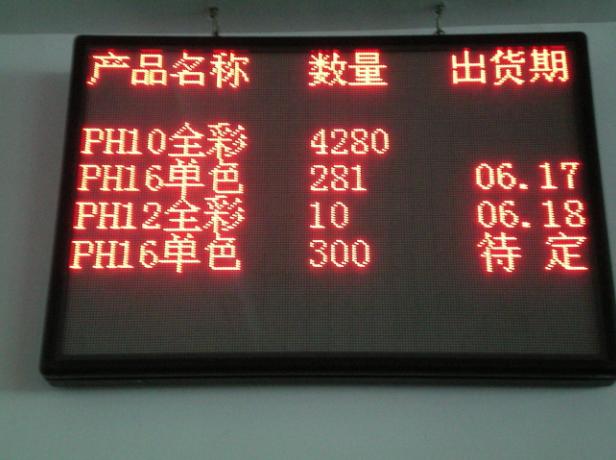 产品名称 数量 出货期
PH10全彩 4280
PH16单色 281 06.17
PH12全彩 10 06.18
PH16单色 300 待 定